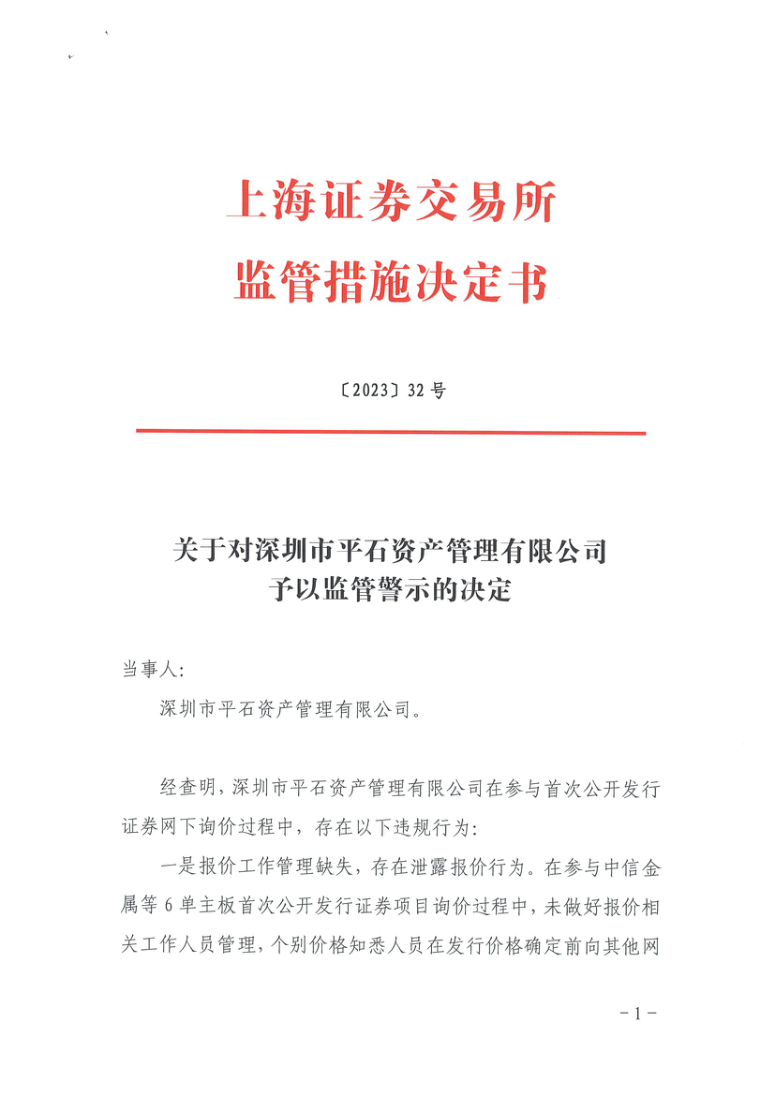 上海证券交易所
监管措施决定书
〔2023〕32 号
关于对深圳市平石资产管理有限公司
予以监管警示的决定
当事人：
深圳市平石资产管理有限公司。
经查明，深圳市平石资产管理有限公司在参与首次公开发行
证券网下询价过程中，存在以下违规行为：
一是报价工作管理缺失，存在泄露报价行为。在参与中信金
属等 6 单主板首次公开发行证券项目询价过程中，未做好报价相
关工作人员管理，个别价格知悉人员在发行价格确定前向其他网
－1－